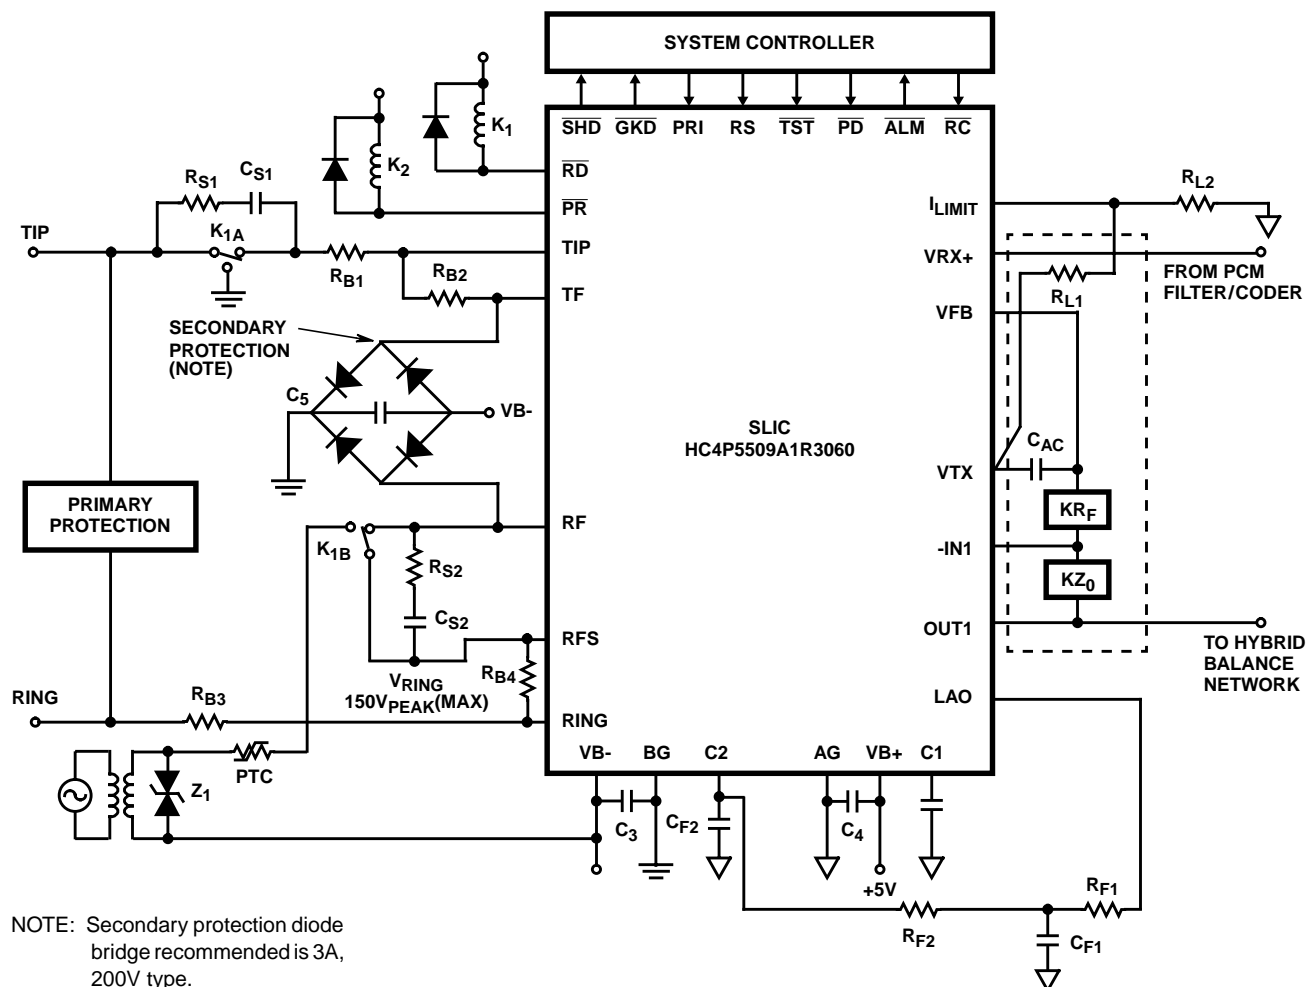 SYSTEM CONTROLLER
SHD GKD PRI RS TST PD ALM RC
K1
K2
RD
PR
RS1
CS1
TIP
K1A
RB1
TIP
RB2
TF
ILIMIT
RL2
VRX+
FROM PCM
FILTER/CODER
RL1
VFB
SECONDARY
PROTECTION
(NOTE)
C5
VB-
SLIC
HC4P5509A1R3060
CAC
VTX
KRF
-IN1
KZ0
OUT1
TO HYBRID
BALANCE
NETWORK
PRIMARY
PROTECTION
RF
K1B
RS2
CS2
RFS
RB4
VRING
150VPEAK(MAX)
LAO
RING
RB3
RING
VB- BG C2 AG VB+ C1
PTC
Z1
C3
CF2
C4
+5V
RF2
RF1
CF1
NOTE: Secondary protection diode
bridge recommended is 3A,
200V type.